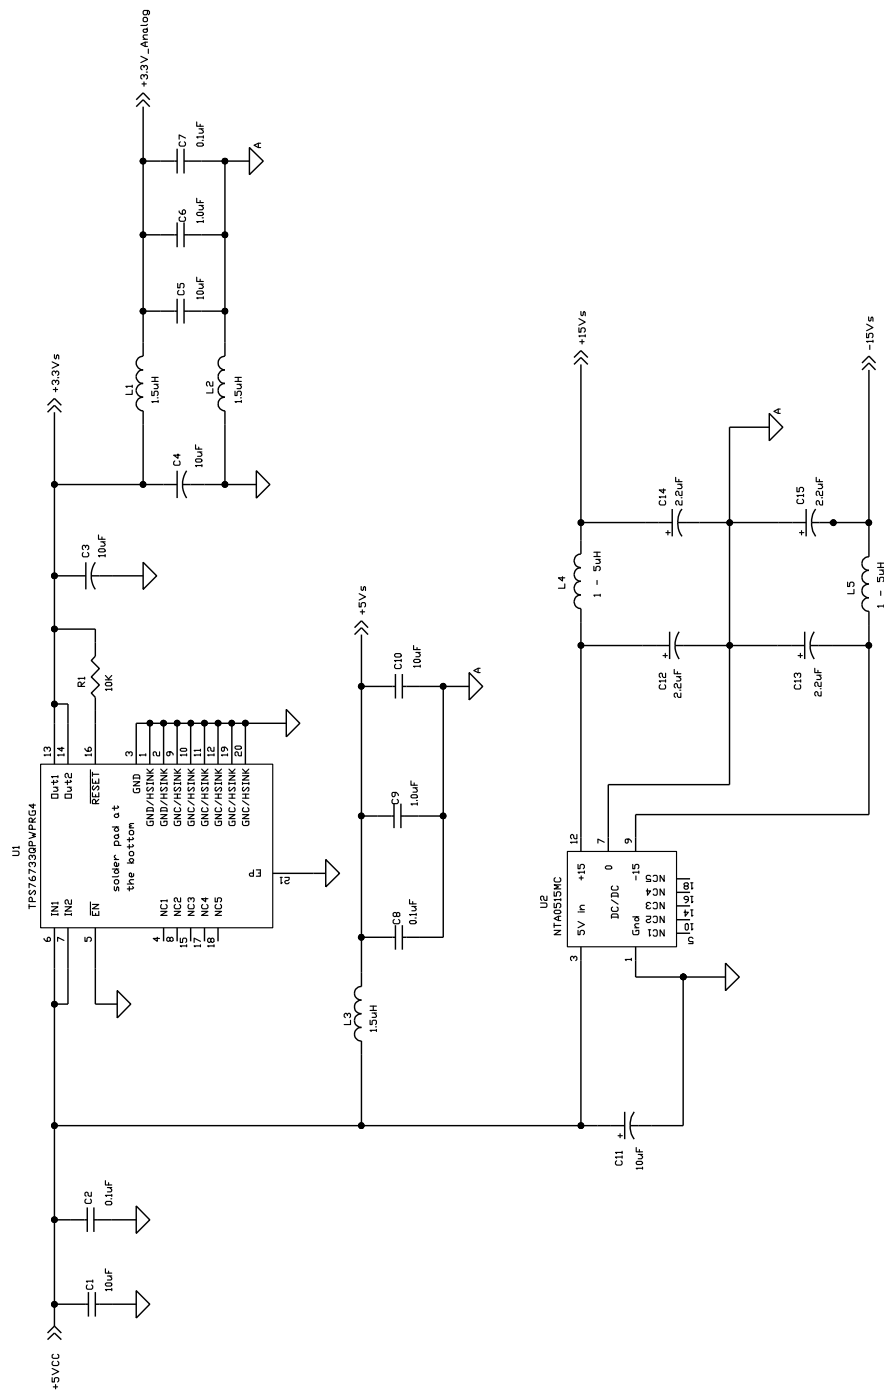 +5VCC
C1
10uF
C2
0.1uF
U1
TPS76733QPWPRG4
6
IN1
7
IN2
5
EN
4
NC1
8
NC2
15
NC3
17
NC4
18
NC5
solder pad at
the bottom
EP
21
13
Out1
14
Out2
16
RESET
3
GND
1
GND/HSINK
2
GND/HSINK
9
GNC/HSINK
10
GNC/HSINK
11
GNC/HSINK
12
GNC/HSINK
19
GNC/HSINK
20
GNC/HSINK
R1
10K
C3
10uF
+3.3Vs
C4
10uF
L1
1.5uH
L2
1.5uH
C5
10uF
C6
1.0uF
C7
0.1uF
A
+3.3V_Analog
L3
1.5uH
C8
0.1uF
C9
1.0uF
C10
10uF
A
+5Vs
C11
10uF
U2
NTA0515MC
3
5V in
1
Gnd
DC/DC
12
+15
7
0
9
-15
NC1
5
NC2
10
NC3
14
NC4
16
NC5
18
C12
2.2uF
C13
2.2uF
L4
1 - 5uH
L5
1 - 5uH
C14
2.2uF
C15
2.2uF
A
+15Vs
-15Vs